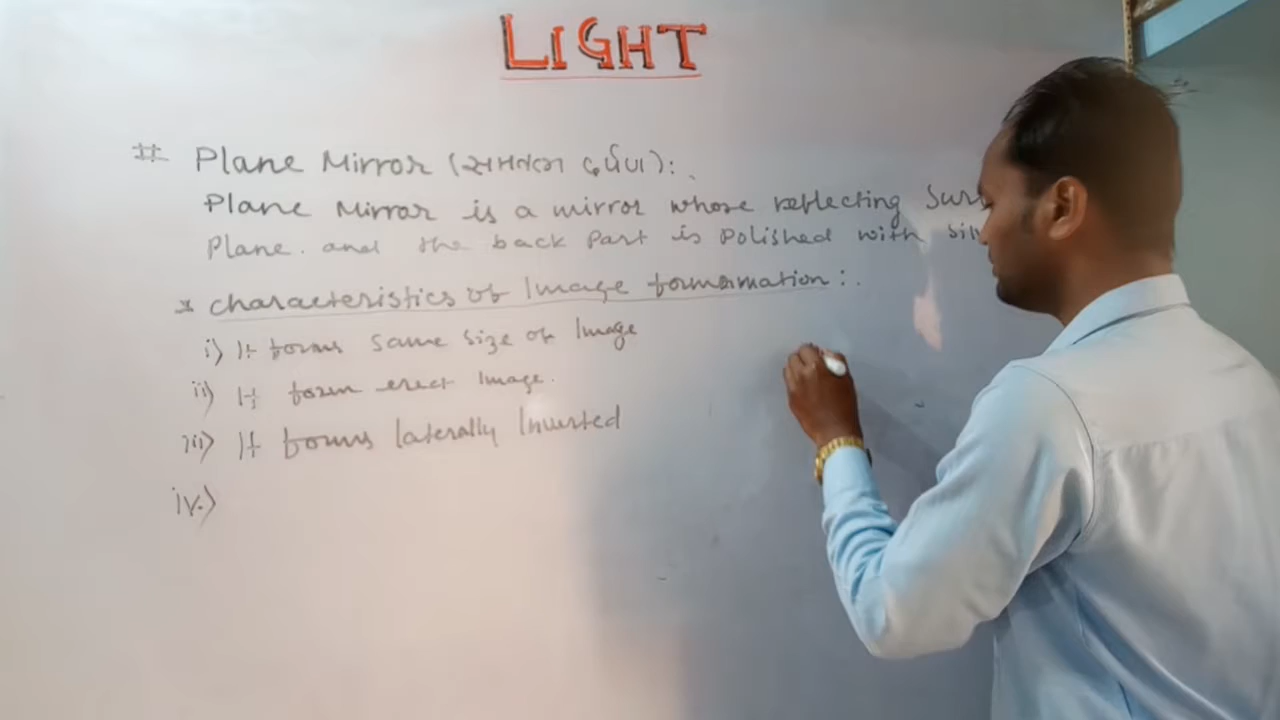 LIGHT
# Plane Mirror (સમતલ દર્પણ):
Plane Mirror is a mirror whose reflecting Sur
Plane. and the back Part is Polished with Sil
* characteristics of Image formamation:.
i) It forms same size of Image
ii) It form erect Image.
iii) It forms laterally Inverted
iv.)